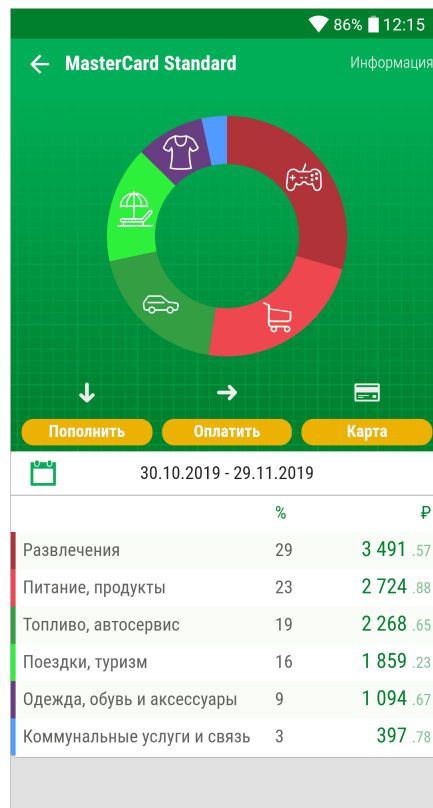 86% 12:15
MasterCard Standard Информация
Пополнить Оплатить Карта
30.10.2019 - 29.11.2019
% ₽
Развлечения 29 3 491 .57
Питание, продукты 23 2 724 .88
Топливо, автосервис 19 2 268 .65
Поездки, туризм 16 1 859 .23
Одежда, обувь и аксессуары 9 1 094 .67
Коммунальные услуги и связь 3 397 .78